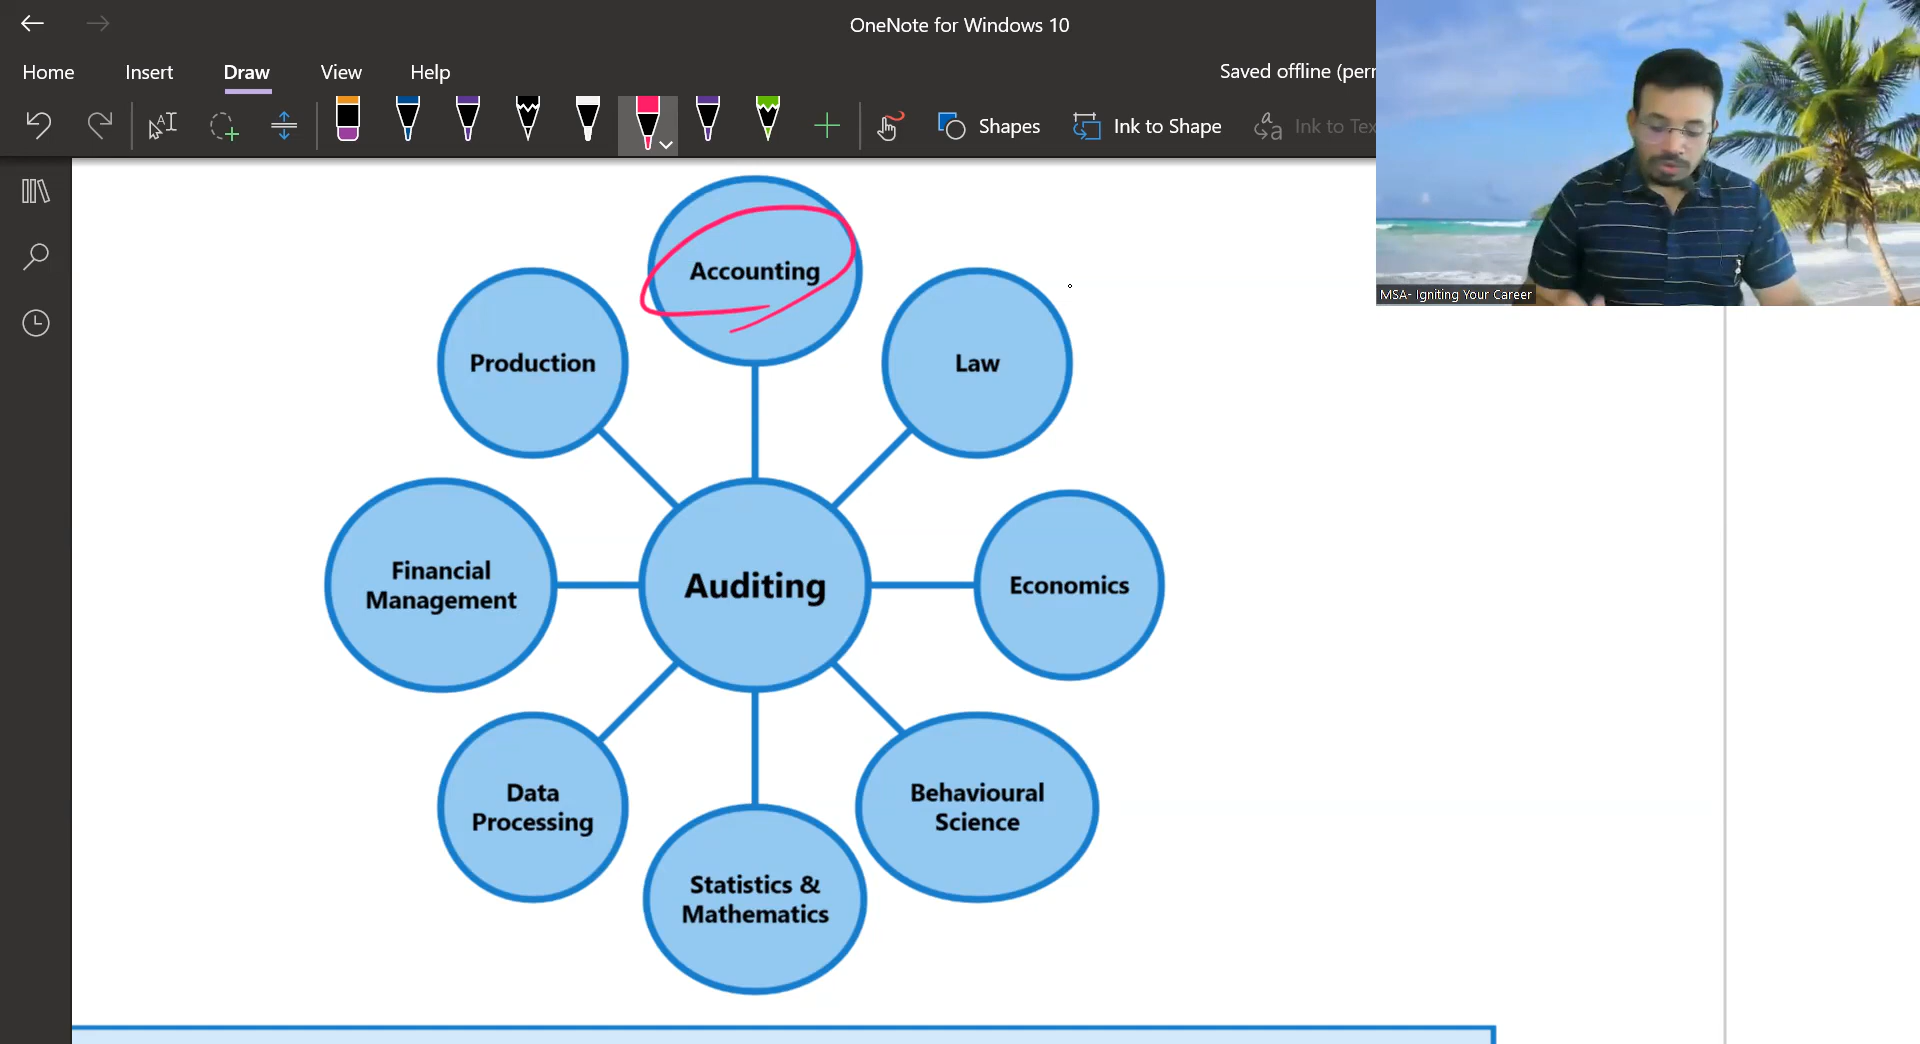 OneNote for Windows 10
Home Insert Draw View Help
Saved offline (perr
Shapes
Ink to Shape
Ink to Tex
MSA- Igniting Your Career
Accounting
Production
Law
Financial
Management
Auditing
Economics
Data
Processing
Behavioural
Science
Statistics &
Mathematics